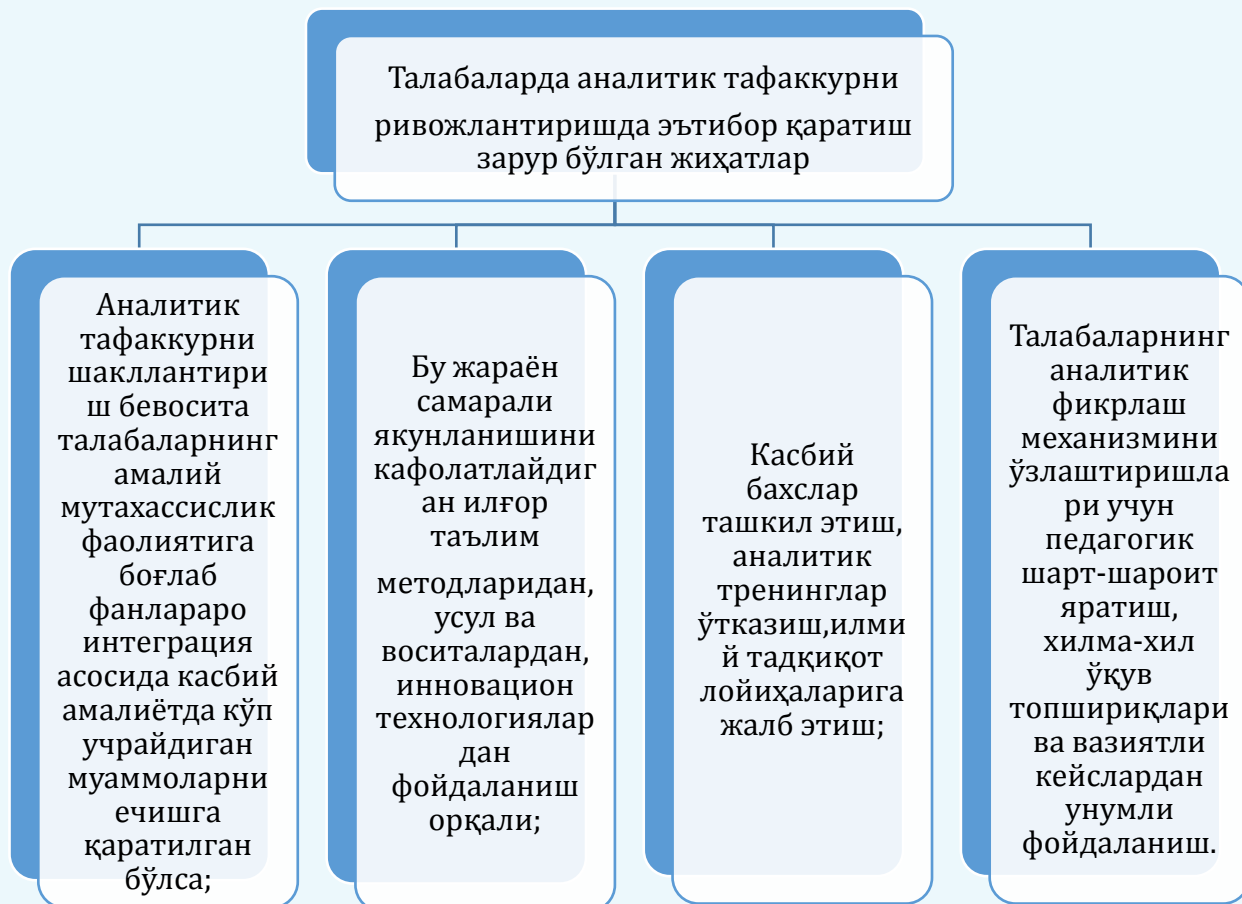 Талабаларда аналитик тафаккурни
ривожлантиришда эътибор қаратиш
зарур бўлган жиҳатлар
Аналитик
тафаккурни
шакллантири
ш бевосита
талабаларнинг
амалий
мутахассислик
фаолиятига
боғлаб
фанлараро
интеграция
асосида касбий
амалиётда кўп
учрайдиган
муаммоларни
ечишга
қаратилган
бўлса;
Бу жараён
самарали
якунланишини
кафолатлайдиг
ан илғор
таълим
методларидан,
усул ва
воситалардан,
инновацион
технологиялар
дан
фойдаланиш
орқали;
Касбий
бахслар
ташкил этиш,
аналитик
тренинглар
ўтказиш,илми
й тадқиқот
лойиҳаларига
жалб этиш;
Талабаларнинг
аналитик
фикрлаш
механизмини
ўзлаштиришла
ри учун
педагогик
шарт-шароит
яратиш,
хилма-хил
ўқув
топшириқлари
ва вазиятли
кейслардан
унумли
фойдаланиш.